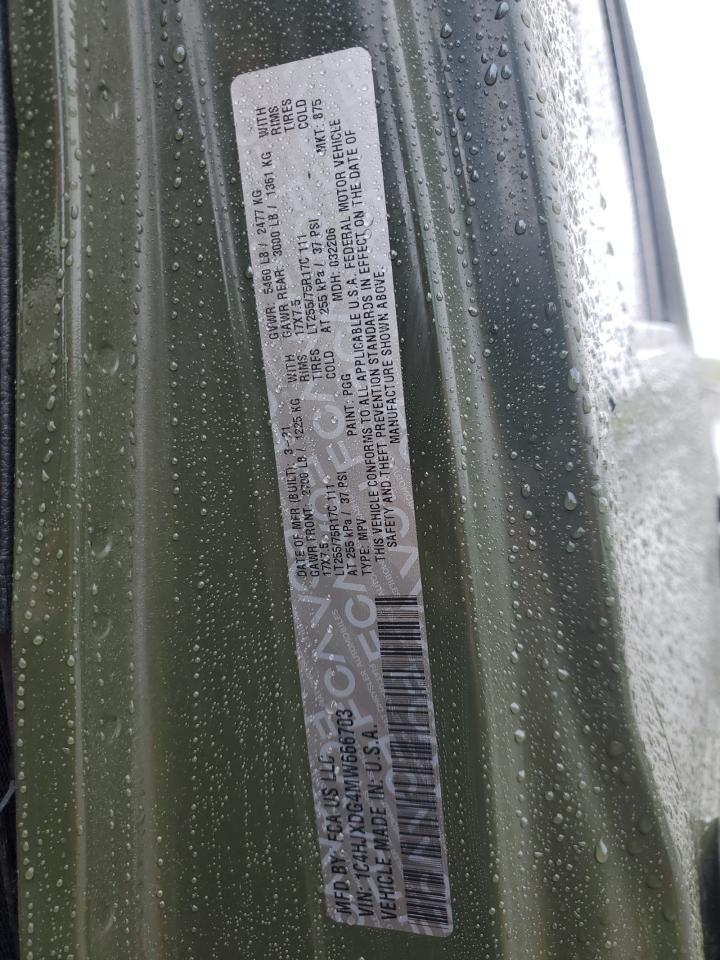 MFD BY: FCA US LLC
DATE OF MFR (BUILT): 3-21
GVWR: 5460 LB / 2477 KG
GAWR FRONT: 2700 LB / 1225 KG WITH
GAWR REAR: 3000 LB / 1361 KG WITH
17X7.5 RIMS
17X7.5 RIMS
LT255/75R17C 111 TIRES
LT255/75R17C 111 TIRES
AT 255 kPa / 37 PSI COLD
AT 255 kPa / 37 PSI COLD
VIN: 1C4HJXDG4MW666703
TYPE: MPV PAINT: PGG MDH: 032206 MKT: 875
VEHICLE MADE IN: U.S.A.
THIS VEHICLE CONFORMS TO ALL APPLICABLE U.S.A. FEDERAL MOTOR VEHICLE
SAFETY AND THEFT PREVENTION STANDARDS IN EFFECT ON THE DATE OF
MANUFACTURE SHOWN ABOVE.